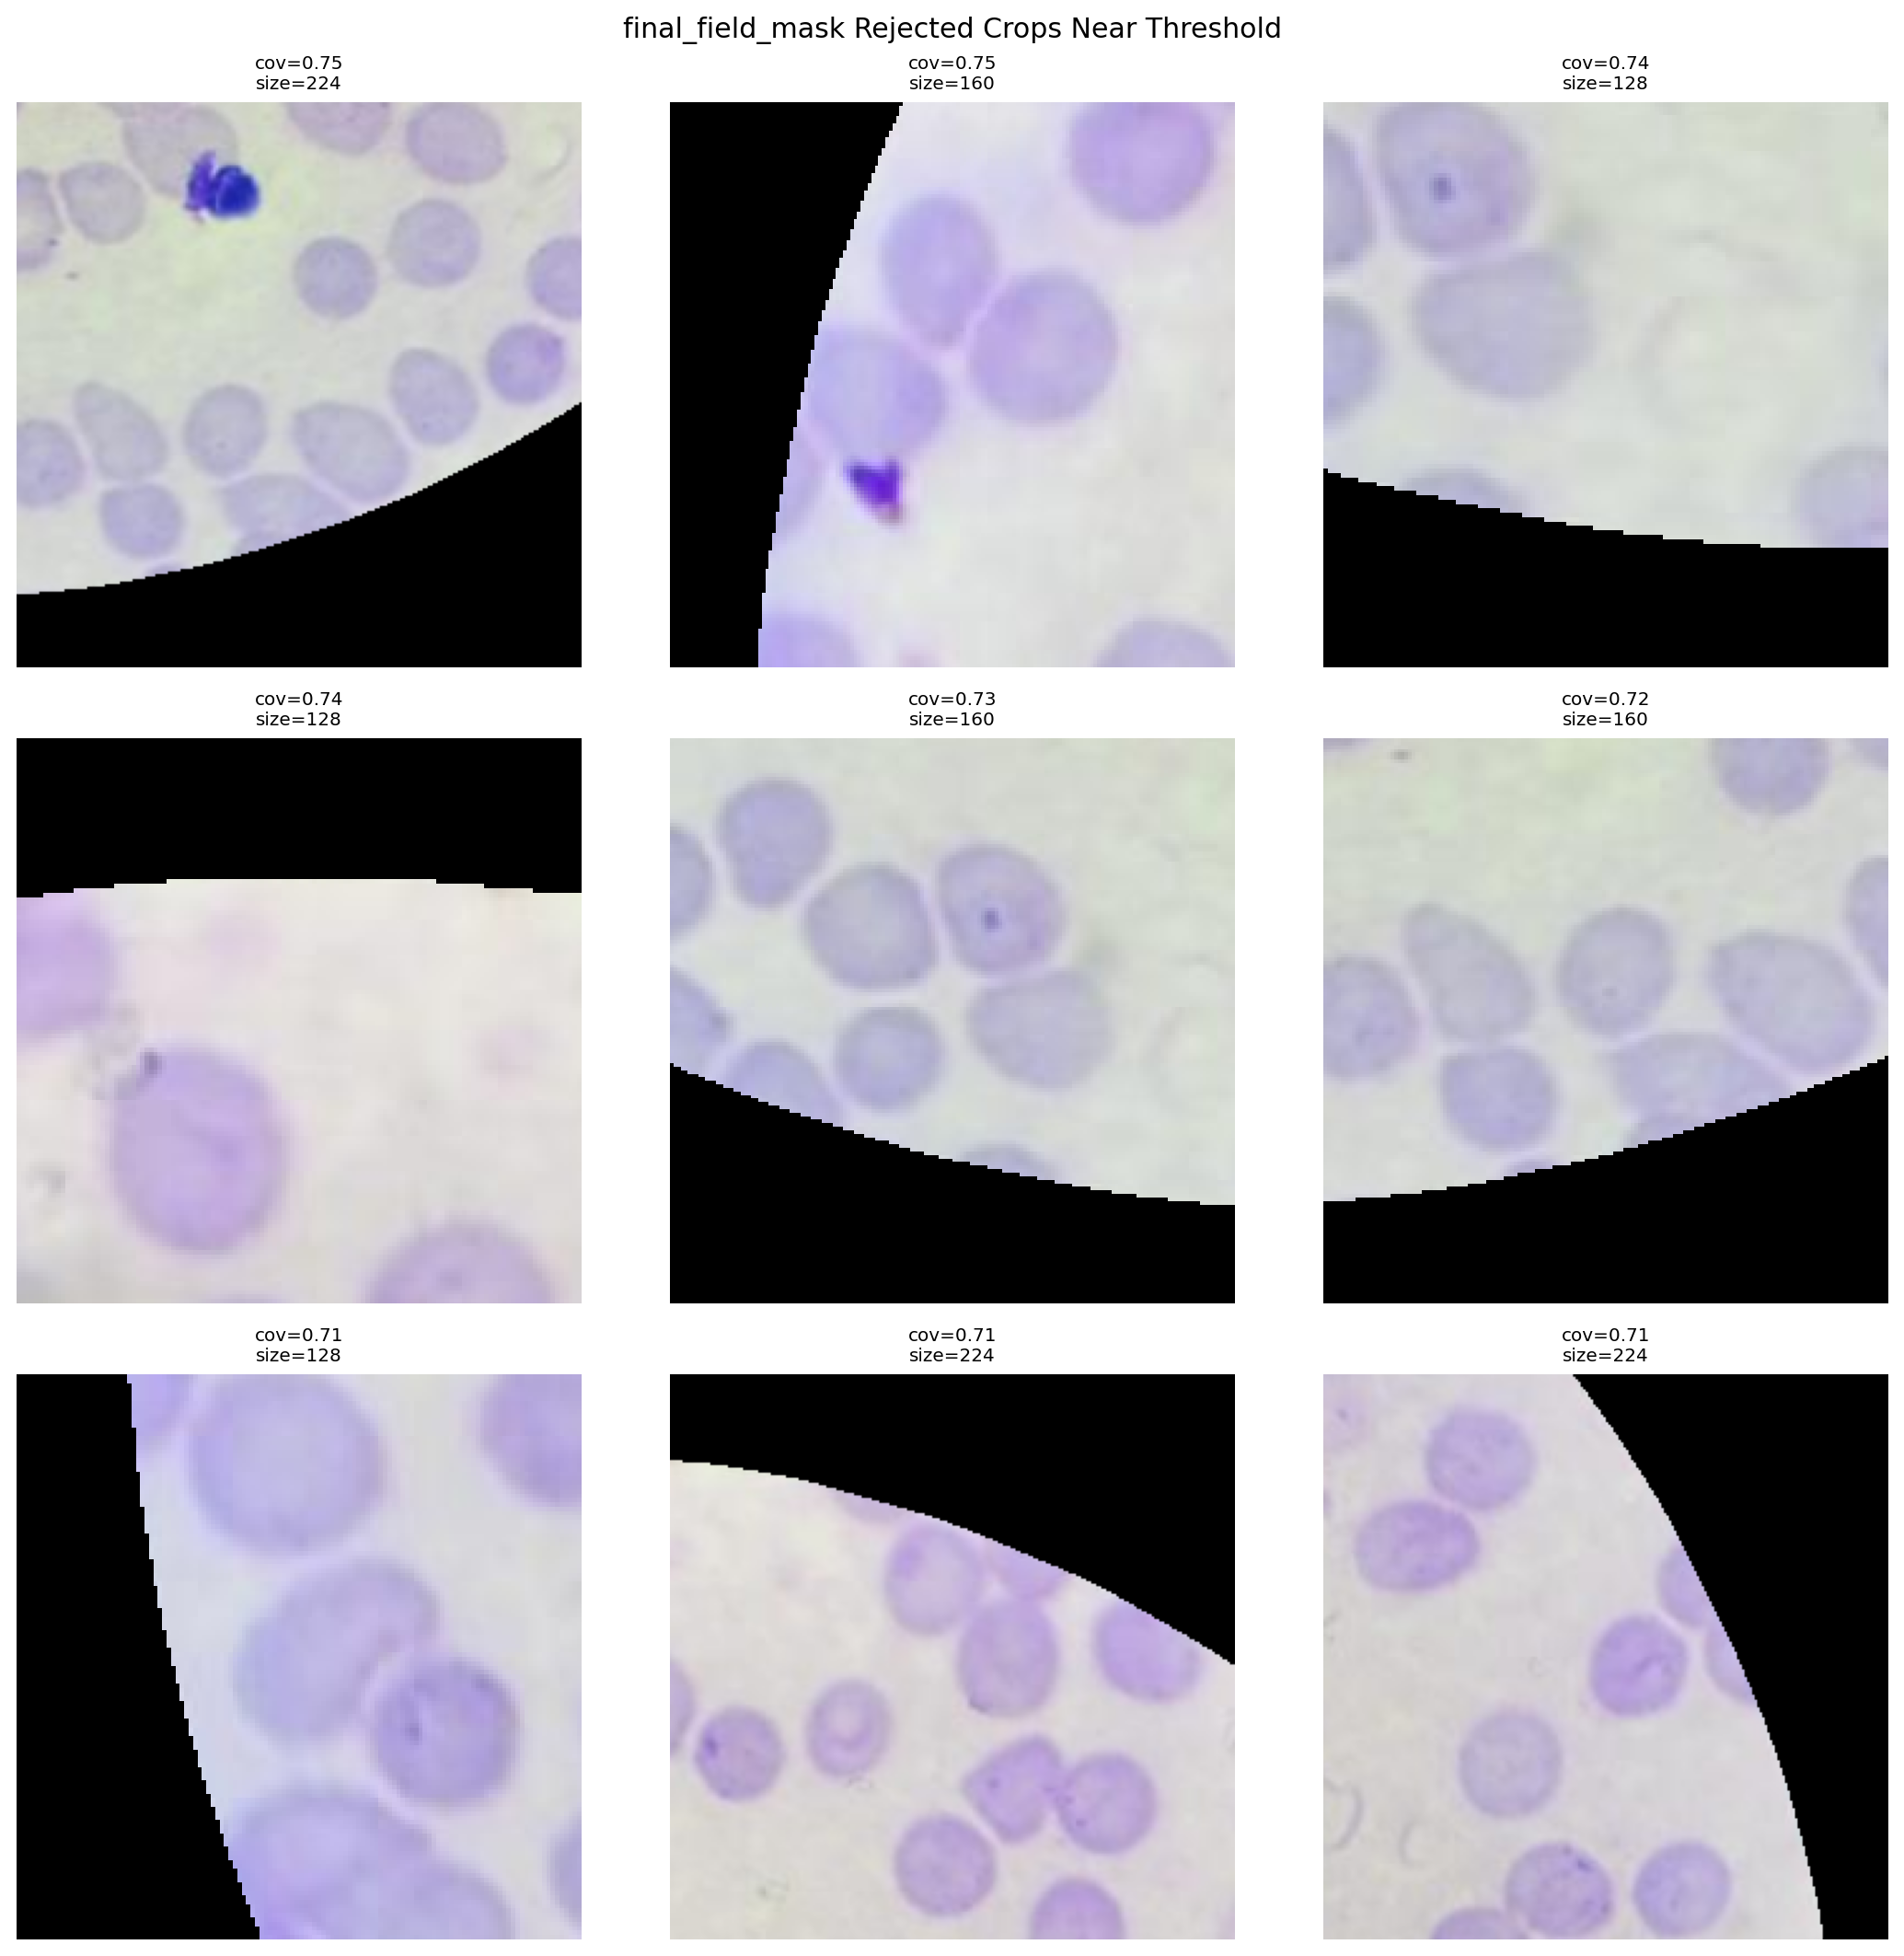 final_field_mask Rejected Crops Near Threshold
cov=0.75
size=224
cov=0.75
size=160
cov=0.74
size=128
cov=0.74
size=128
cov=0.73
size=160
cov=0.72
size=160
cov=0.71
size=128
cov=0.71
size=224
cov=0.71
size=224